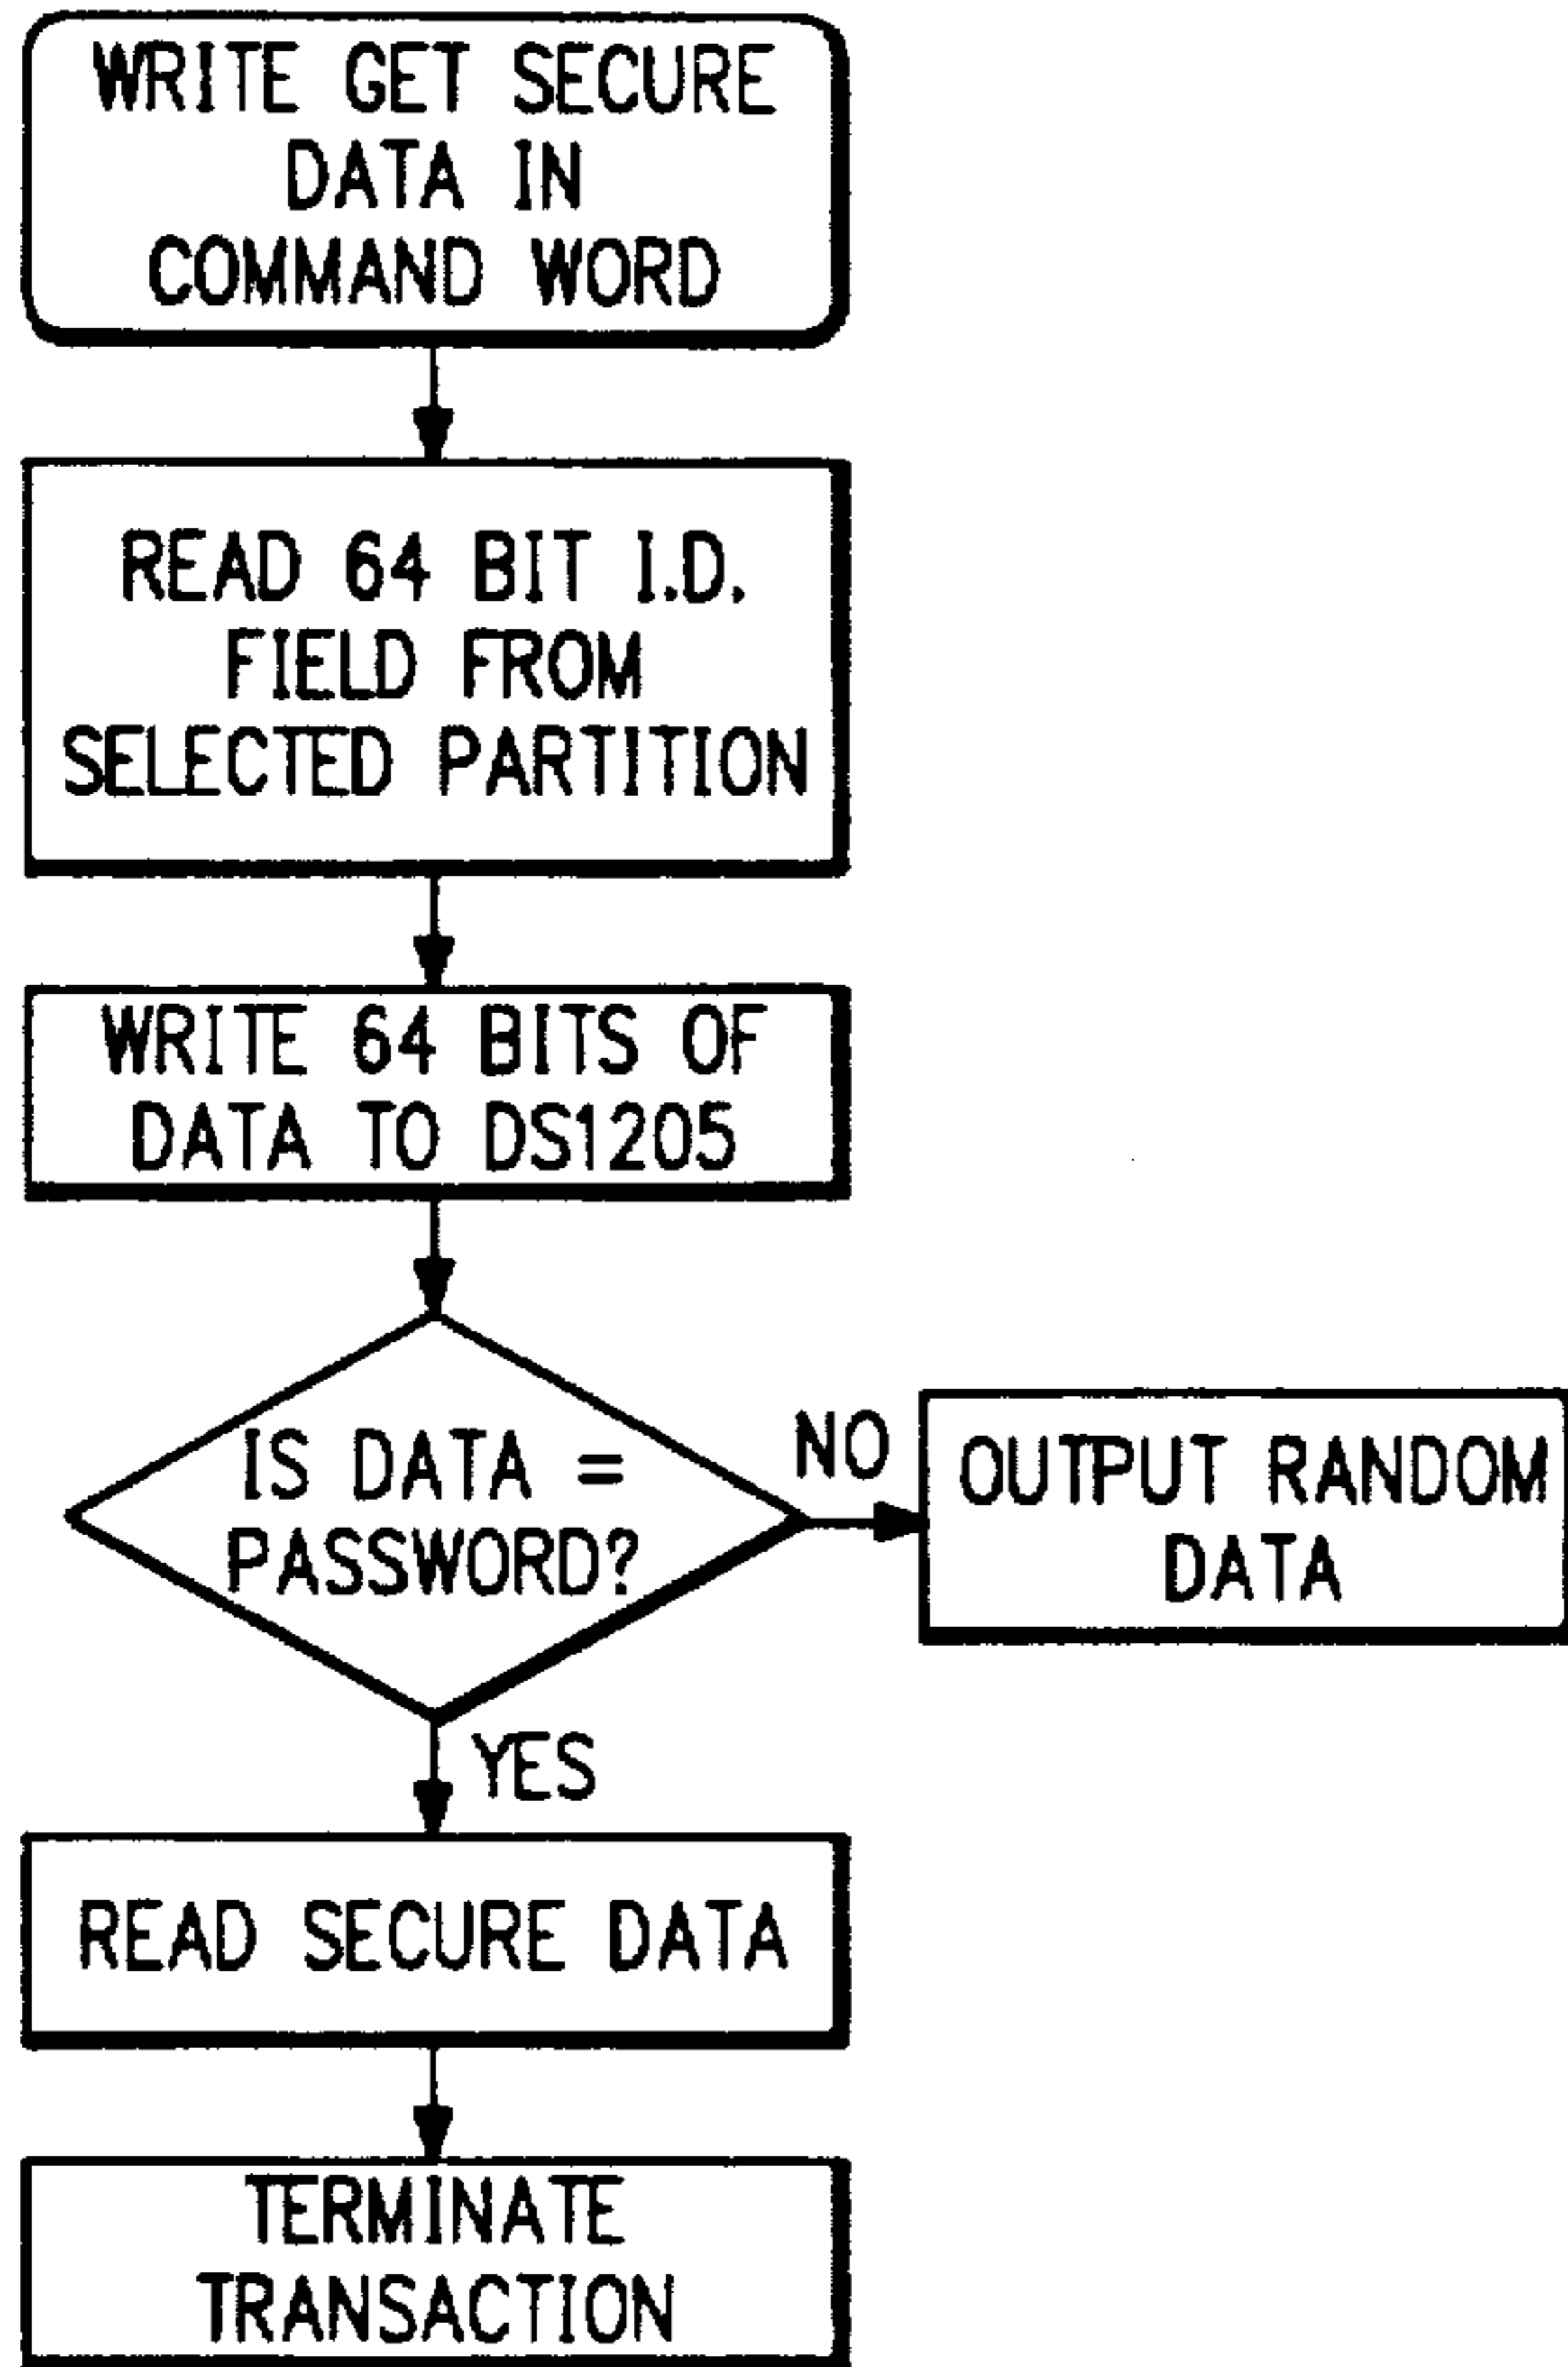 WRITE GET SECURE
DATA IN
COMMAND WORD
READ 64 BIT I.D.
FIELD FROM
SELECTED PARTITION
WRITE 64 BITS OF
DATA TO DS1205
IS DATA =
PASSWORD?
NO
OUTPUT RANDOM
DATA
YES
READ SECURE DATA
TERMINATE
TRANSACTION